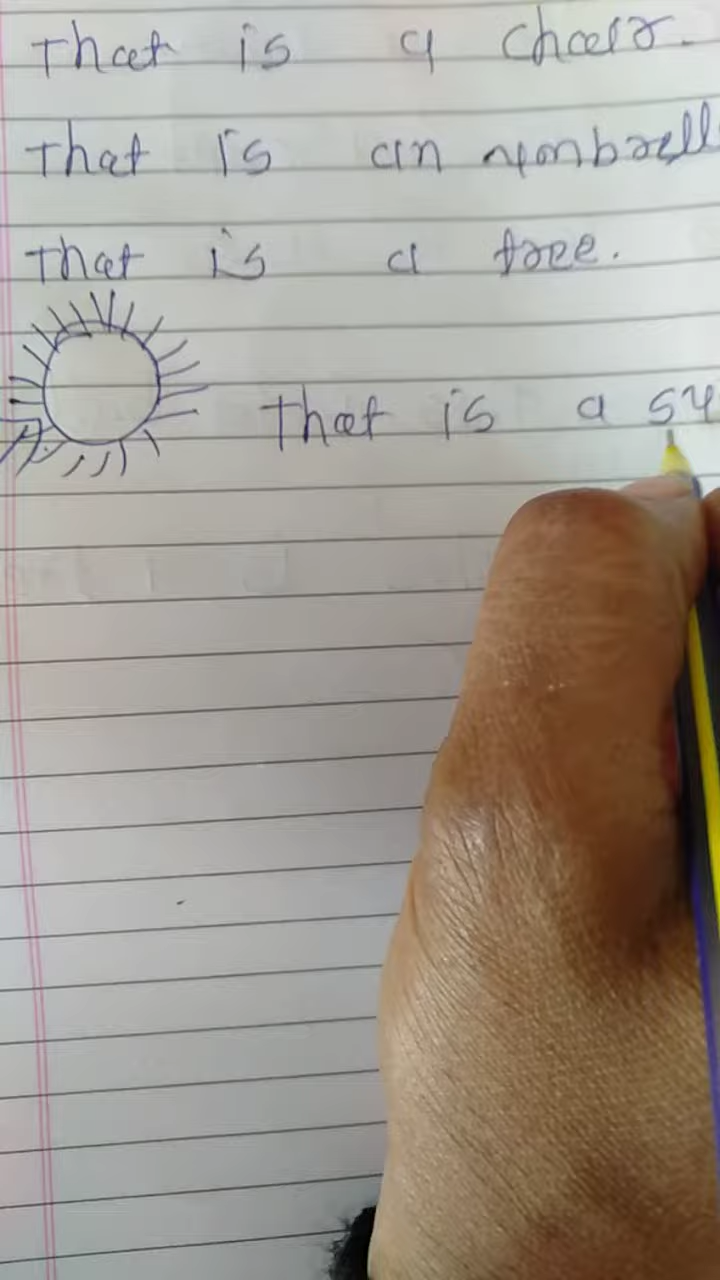 That is a chair.
That is an umbrell
That is a tree.
That is a su